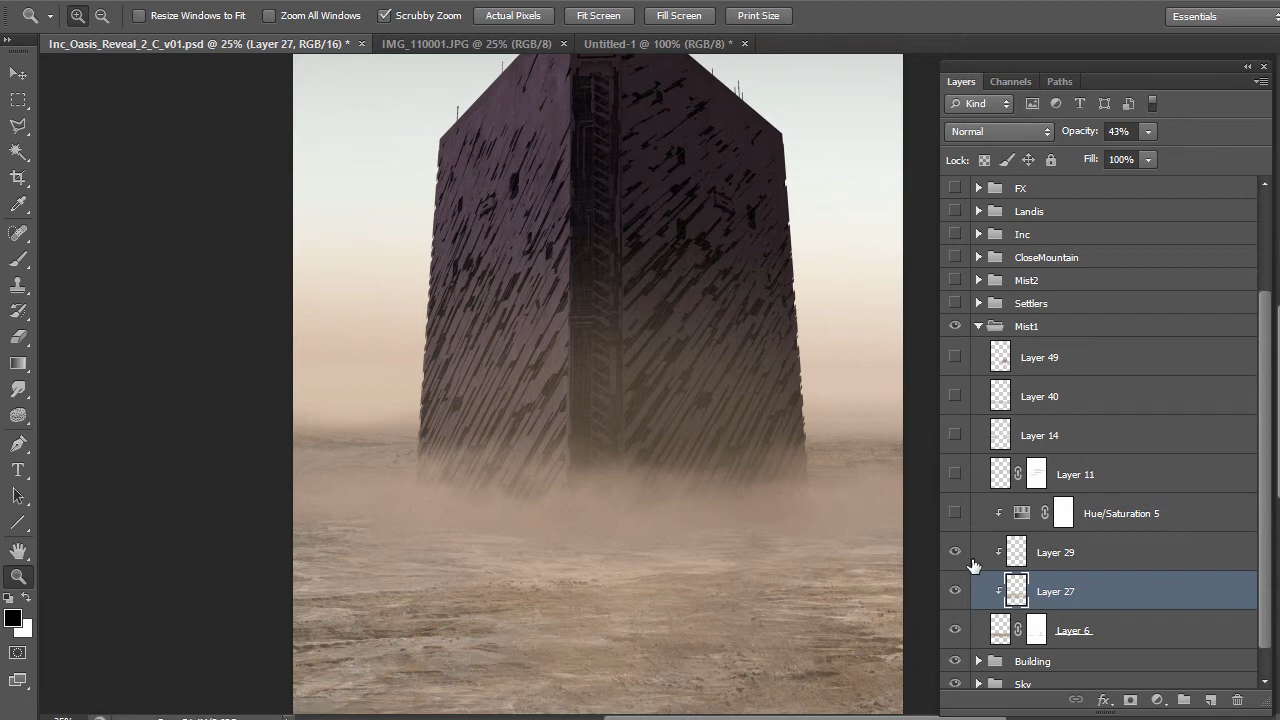 Resize Windows to Fit Zoom All Windows Scrubby Zoom Actual Pixels Fit Screen Fill Screen Print Size Essentials
Inc_Oasis_Reveal_2_C_v01.psd @ 25% (Layer 27, RGB/16) * × IMG_110001.JPG @ 25% (RGB/8) × Untitled-1 @ 100% (RGB/8) * ×
Layers Channels Paths
Kind
Normal Opacity: 43%
Lock: Fill: 100%
FX
Landis
Inc
CloseMountain
Mist2
Settlers
Mist1
Layer 49
Layer 40
Layer 14
Layer 11
Hue/Saturation 5
Layer 29
Layer 27
Layer 6
Building
Sky